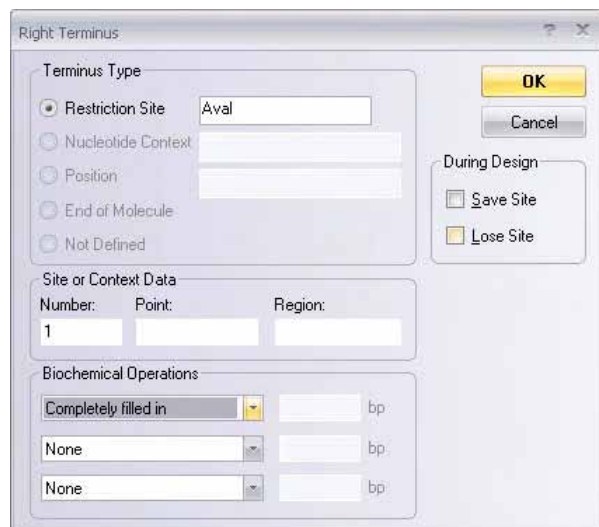 Right Terminus
Terminus Type
Restriction Site AvaI
Nucleotide Context
Position
End of Molecule
Not Defined
OK
Cancel
During Design
Save Site
Lose Site
Site or Context Data
Number: Point: Region:
1
Biochemical Operations
Completely filled in bp
None bp
None bp